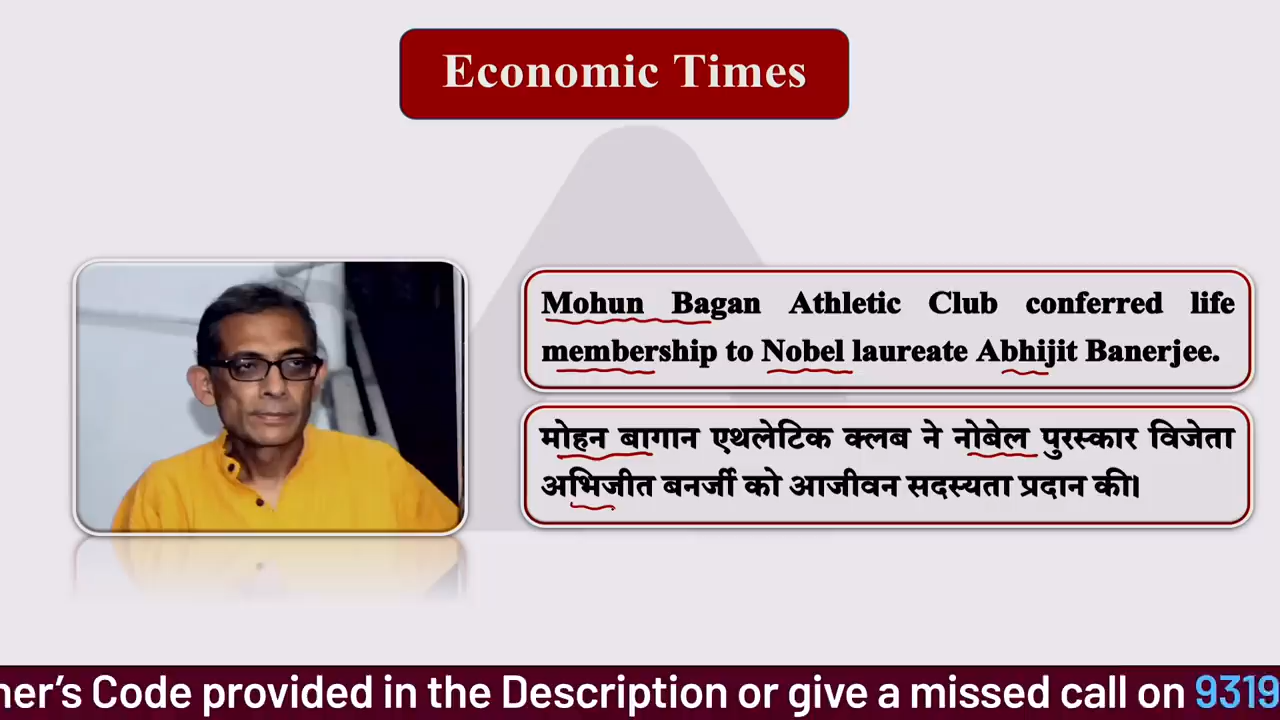 Economic Times
Mohun Bagan Athletic Club conferred life
membership to Nobel laureate Abhijit Banerjee.
मोहन बागान एथलेटिक क्लब ने नोबेल पुरस्कार विजेता
अभिजीत बनर्जी को आजीवन सदस्यता प्रदान की।
ner’s Code provided in the Description or give a missed call on 9319